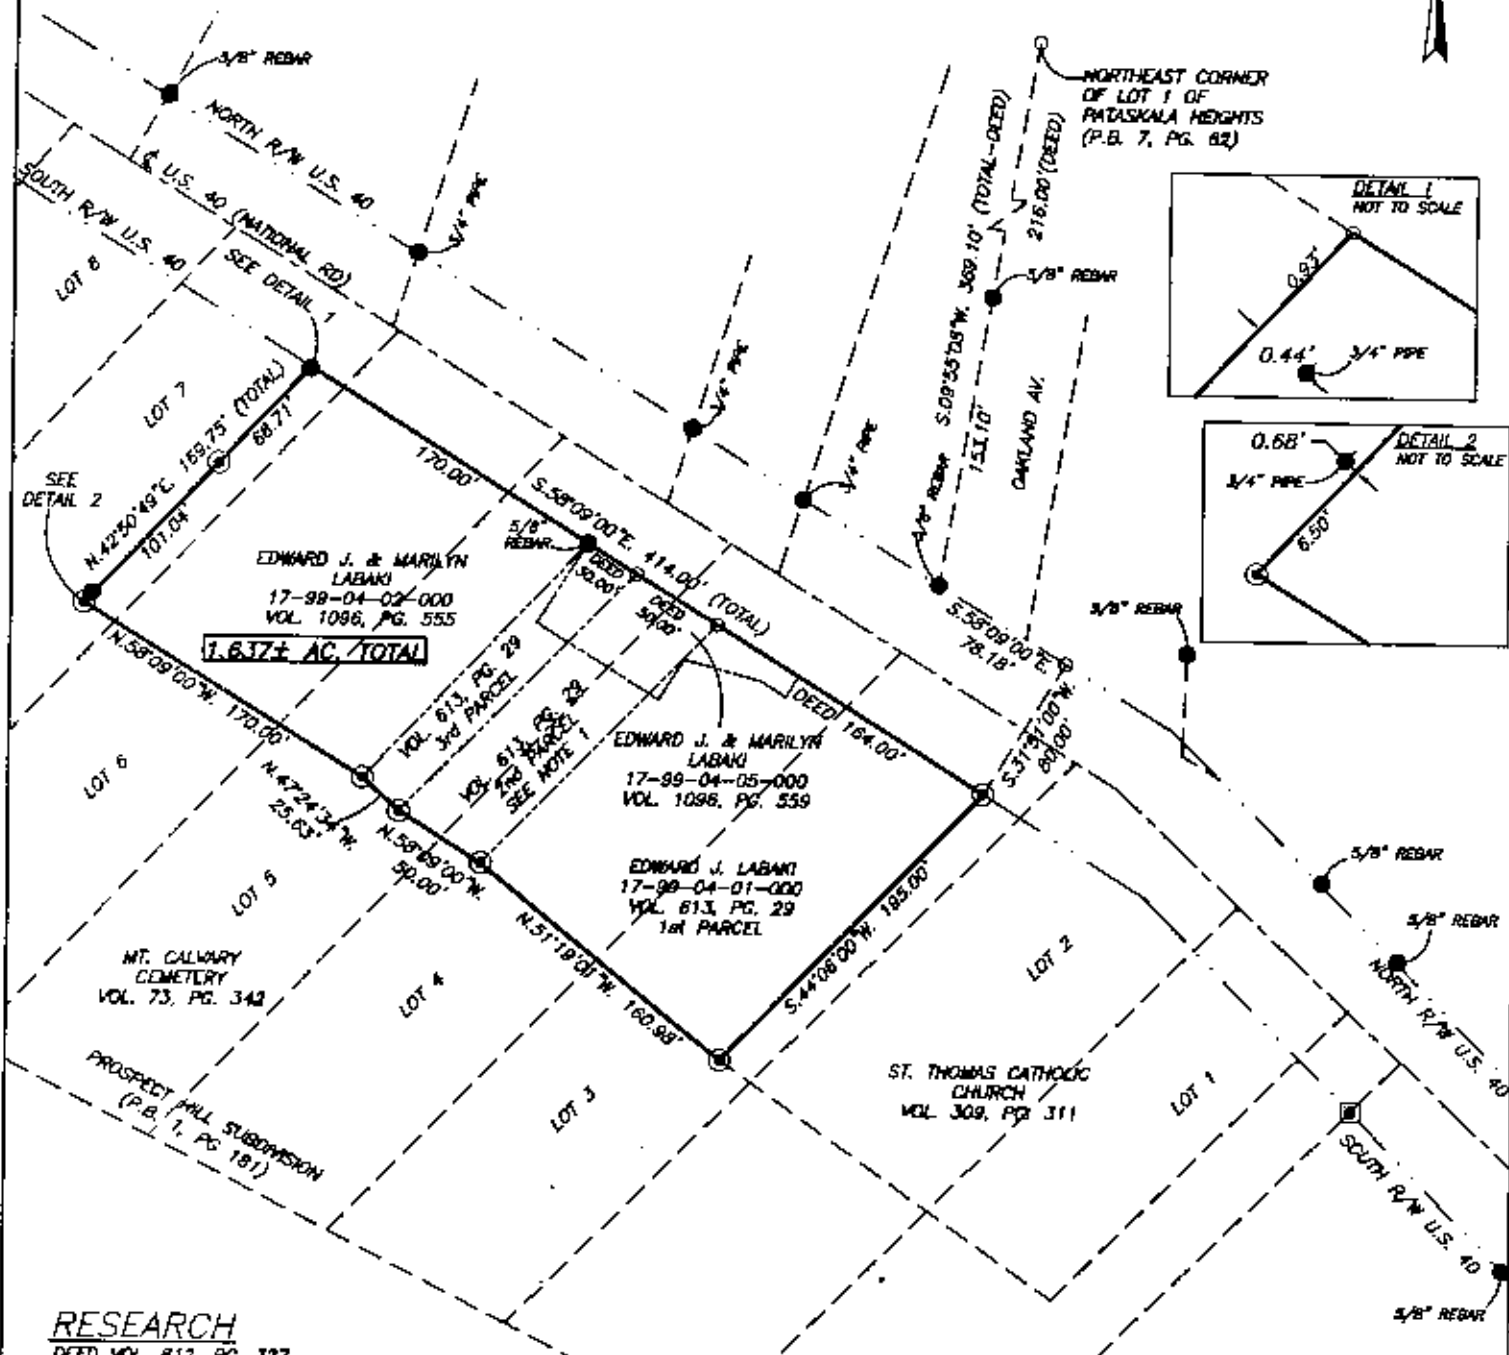 5/8" REBAR
NORTH R/W U.S. 40
NORTHEAST CORNER
OF LOT 1 OF
PATASKALA HEIGHTS
(P.B. 7, PG. 62)
℄ U.S. 40 (NATIONAL RD)
SOUTH R/W U.S. 40
3/4" PIPE
S.09°55'08"W. 369.10' (TOTAL-DEED)
216.00'(DEED)
DETAIL 1
NOT TO SCALE
0.93'
0.44'
3/4" PIPE
LOT 8
SEE DETAIL 1
5/8" REBAR
153.10'
OAKLAND AV.
3/4" PIPE
LOT 7
N.42°50'49"E. 169.75' (TOTAL)
68.71'
101.04'
170.00'
3/4" PIPE
5/8" REBAR
DETAIL 2
NOT TO SCALE
0.68'
3/4" PIPE
6.50'
SEE
DETAIL 2
S.58°09'00"E. 414.00' (TOTAL)
5/8"
REBAR
DEED
50.00'
DEED
164.00'
EDWARD J. & MARILYN
LABAKI
17-99-04-02-000
VOL. 1096, PG. 555
1.637± AC. TOTAL
DEED
S.58°09'00"E.
78.18'
5/8" REBAR
S.31°51'00"W.
80.00'
N.58°09'00"W. 170.00'
VOL. 613, PG. 29
3rd PARCEL
VOL. 613, PG. 29
2nd PARCEL
SEE NOTE 1
EDWARD J. & MARILYN
LABAKI
17-99-04-05-000
VOL. 1096, PG. 559
LOT 6
N.47°24'34"W.
25.63'
N.58°09'00"W.
50.00'
EDWARD J. LABAKI
17-99-04-01-000
VOL. 613, PG. 29
1st PARCEL
S.44°06'00"W. 195.00'
5/8" REBAR
5/8" REBAR
LOT 5
N.51°19'01"W. 160.98'
MT. CALVARY
CEMETERY
VOL. 73, PG. 342
LOT 4
LOT 2
NORTH R/W U.S. 40
PROSPECT HILL SUBDIVISION
(P.B. 1, PG 181)
LOT 3
ST. THOMAS CATHOLIC
CHURCH
VOL 309, PG 311
LOT 1
SOUTH R/W U.S. 40
5/8" REBAR
RESEARCH